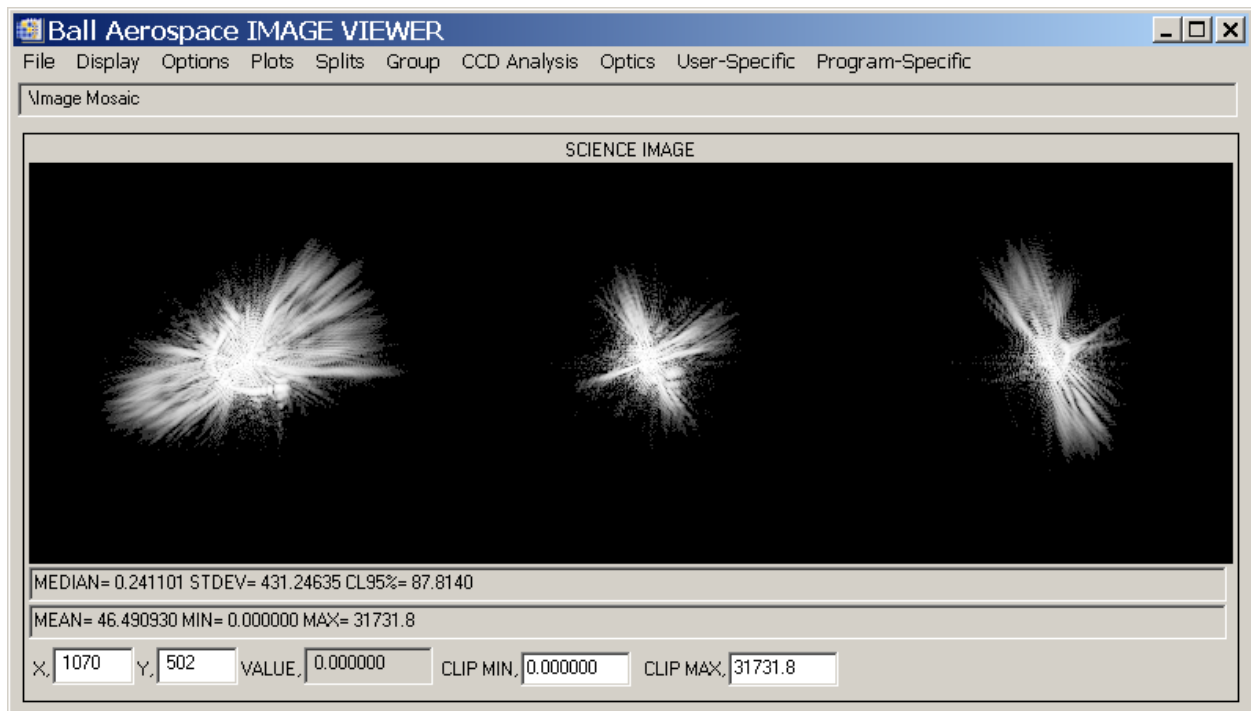 Ball Aerospace IMAGE VIEWER
File Display Options Plots Splits Group CCD Analysis Optics User-Specific Program-Specific
\Image Mosaic
SCIENCE IMAGE
MEDIAN= 0.241101 STDEV= 431.24635 CL95%= 87.8140
MEAN= 46.490930 MIN= 0.000000 MAX= 31731.8
X, 1070 Y, 502 VALUE, 0.000000 CLIP MIN, 0.000000 CLIP MAX, 31731.8